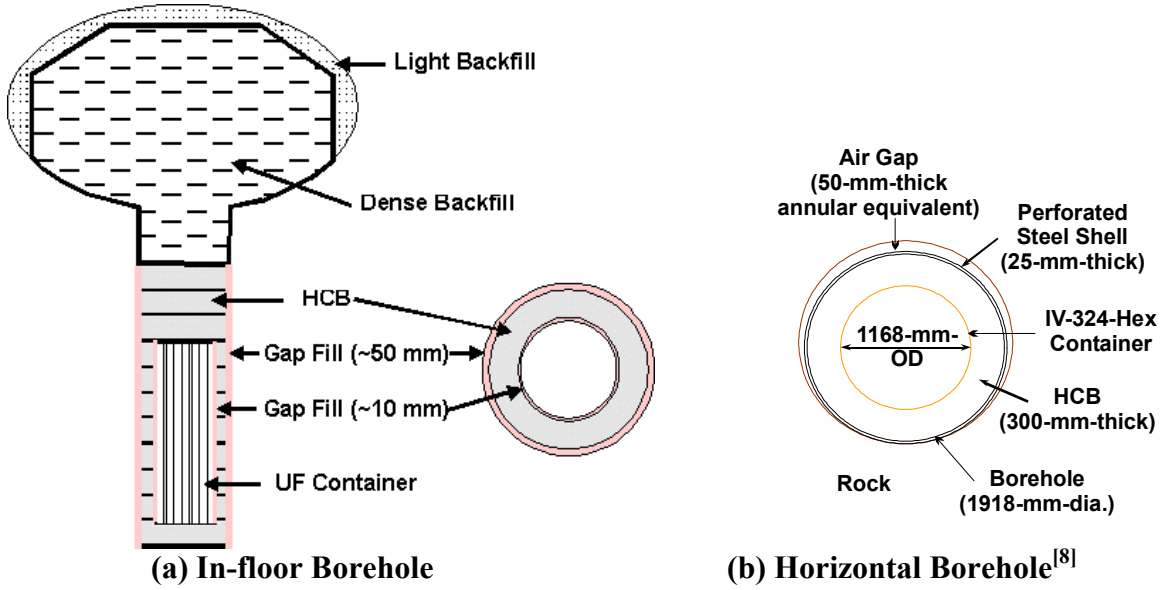 Light Backfill
Dense Backfill
HCB
Gap Fill (~50 mm)
Gap Fill (~10 mm)
UF Container
(a) In-floor Borehole
Air Gap
(50-mm-thick
annular equivalent)
Perforated
Steel Shell
(25-mm-thick)
1168-mm-
OD
IV-324-Hex
Container
HCB
(300-mm-thick)
Rock
Borehole
(1918-mm-dia.)
(b) Horizontal Borehole[8]